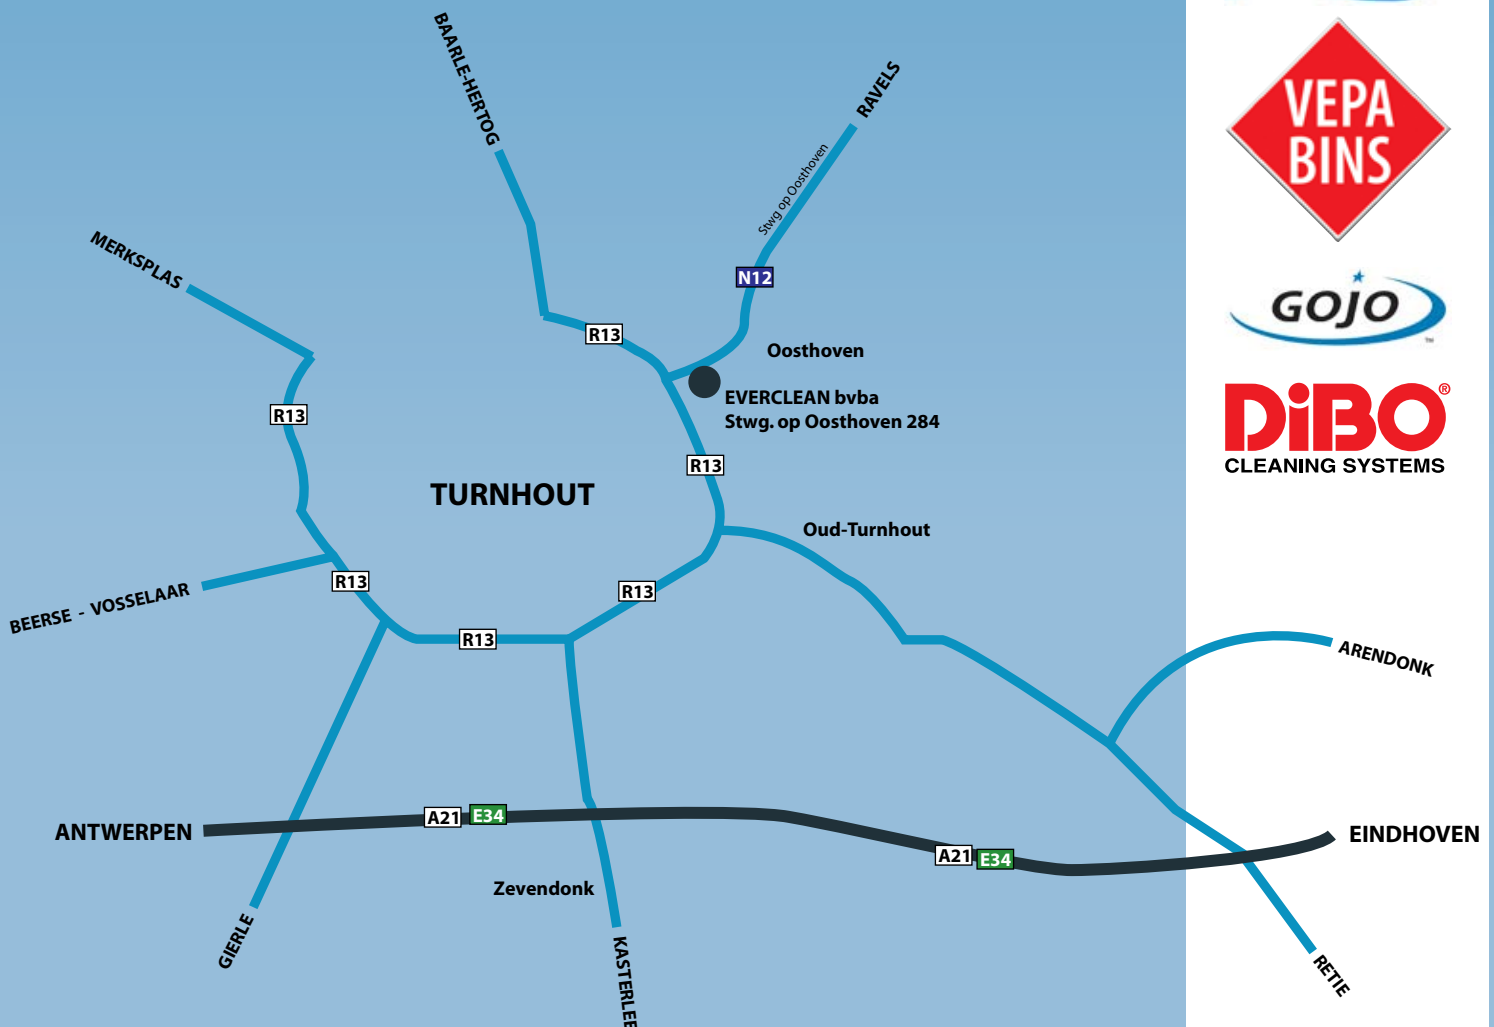 BAARLE-HERTOG
RAVELS
Stwg op Oosthoven
MERKSPLAS
N12
R13
Oosthoven
EVERCLEAN bvba
Stwg. op Oosthoven 284
R13
R13
TURNHOUT
Oud-Turnhout
R13
R13
BEERSE - VOSSELAAR
R13
ARENDONK
ANTWERPEN
A21 E34
EINDHOVEN
A21 E34
Zevendonk
GIERLE
KASTERLEE
RETIE
VEPA
BINS
GOJO
TM
DiBO®
CLEANING SYSTEMS